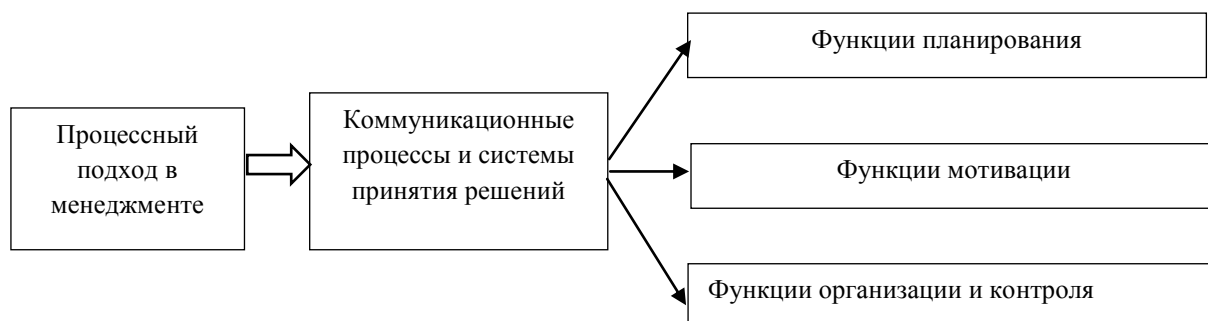 Процессный
подход в
менеджменте
Коммуникационные
процессы и системы
принятия решений
Функции планирования
Функции мотивации
Функции организации и контроля